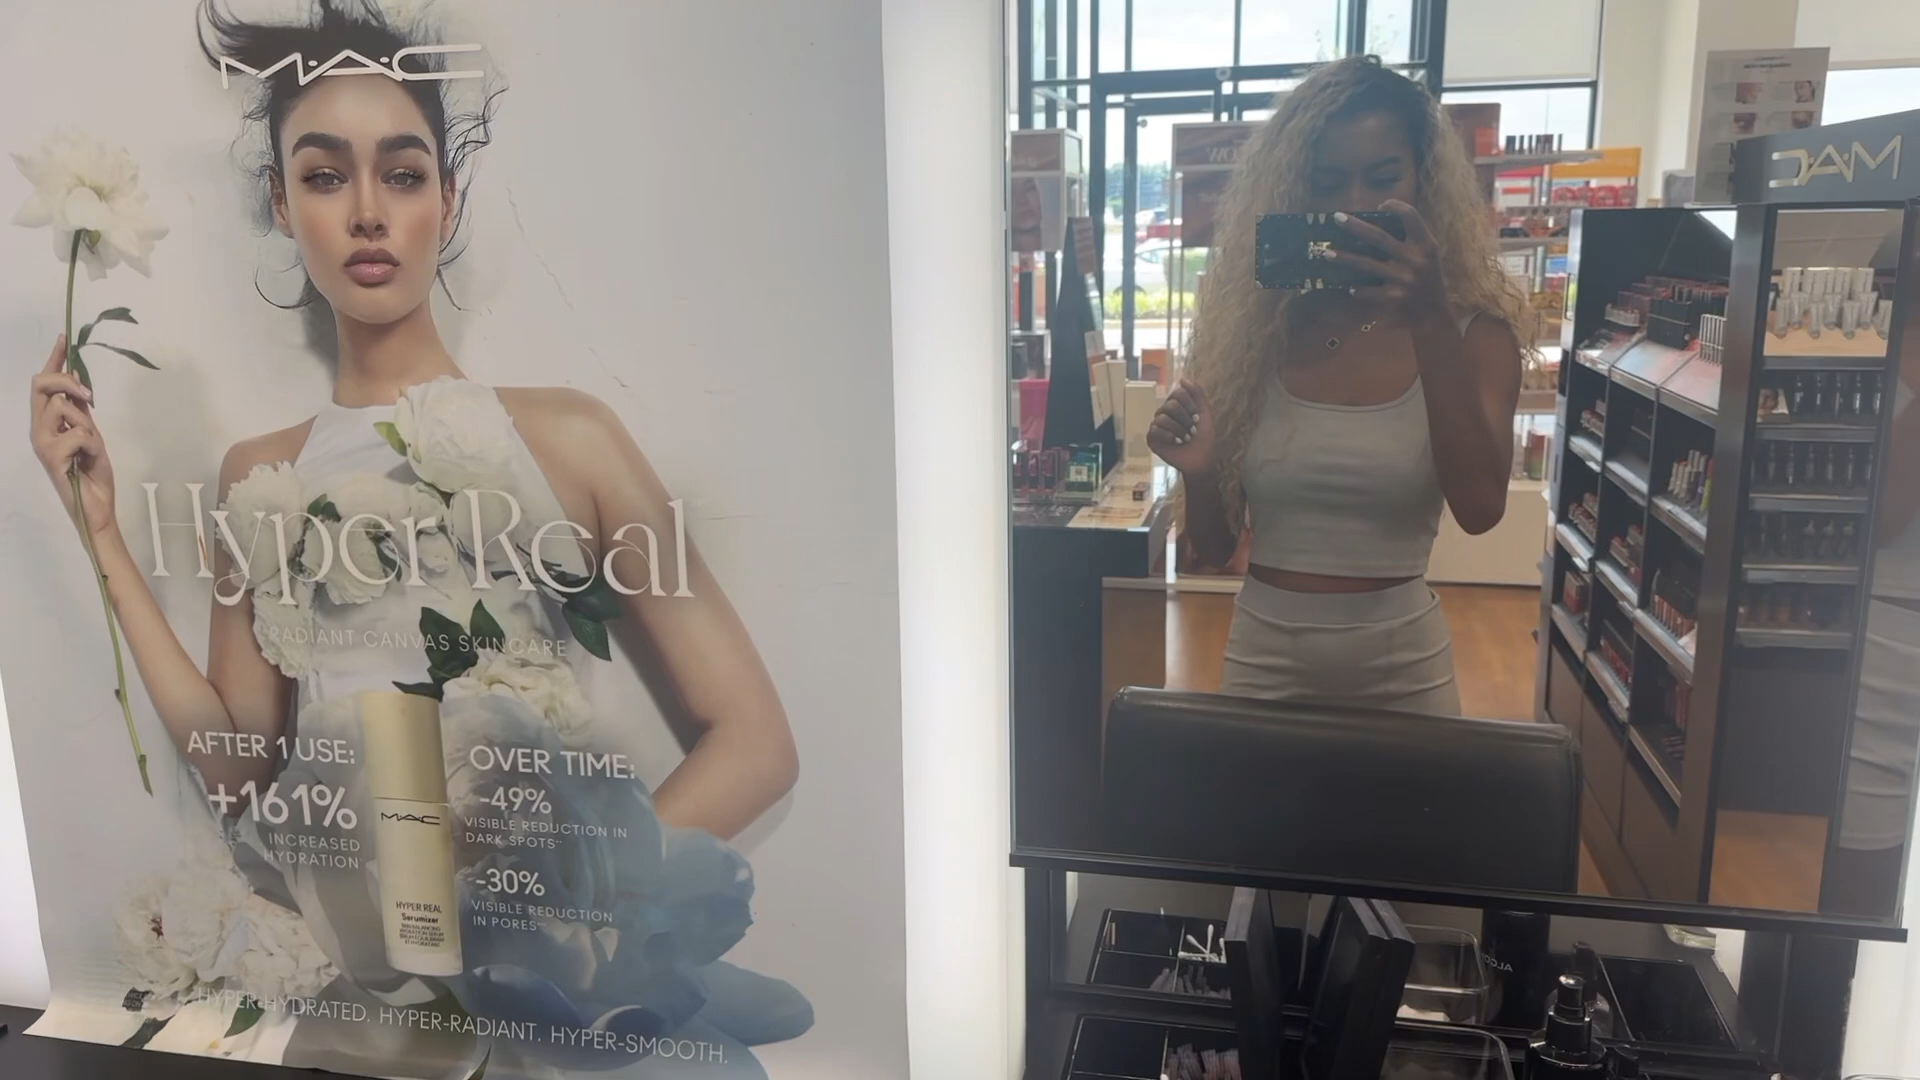 M·A·C
Hyper Real
RADIANT CANVAS SKINCARE
AFTER 1 USE:
+161%
INCREASED
HYDRATION*
OVER TIME:
-49%
VISIBLE REDUCTION IN
DARK SPOTS**
-30%
VISIBLE REDUCTION
IN PORES**
M·A·C
HYPER REAL
Serumizer
HYPER-HYDRATED. HYPER-RADIANT. HYPER-SMOOTH.
M·A·C